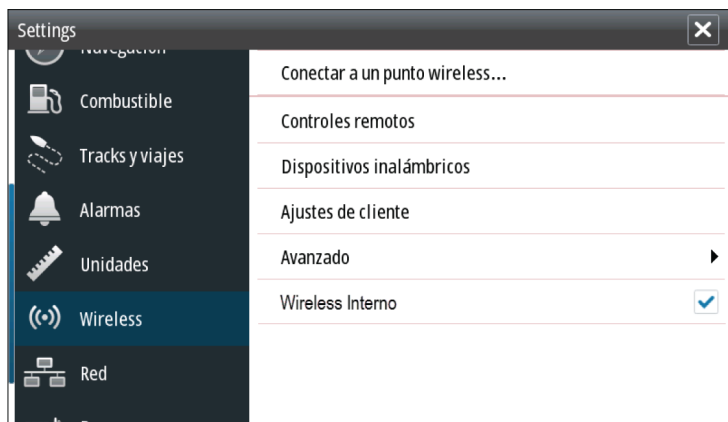 Settings
Navegación
Combustible
Tracks y viajes
Alarmas
Unidades
Wireless
Red
Conectar a un punto wireless...
Controles remotos
Dispositivos inalámbricos
Ajustes de cliente
Avanzado
Wireless Interno